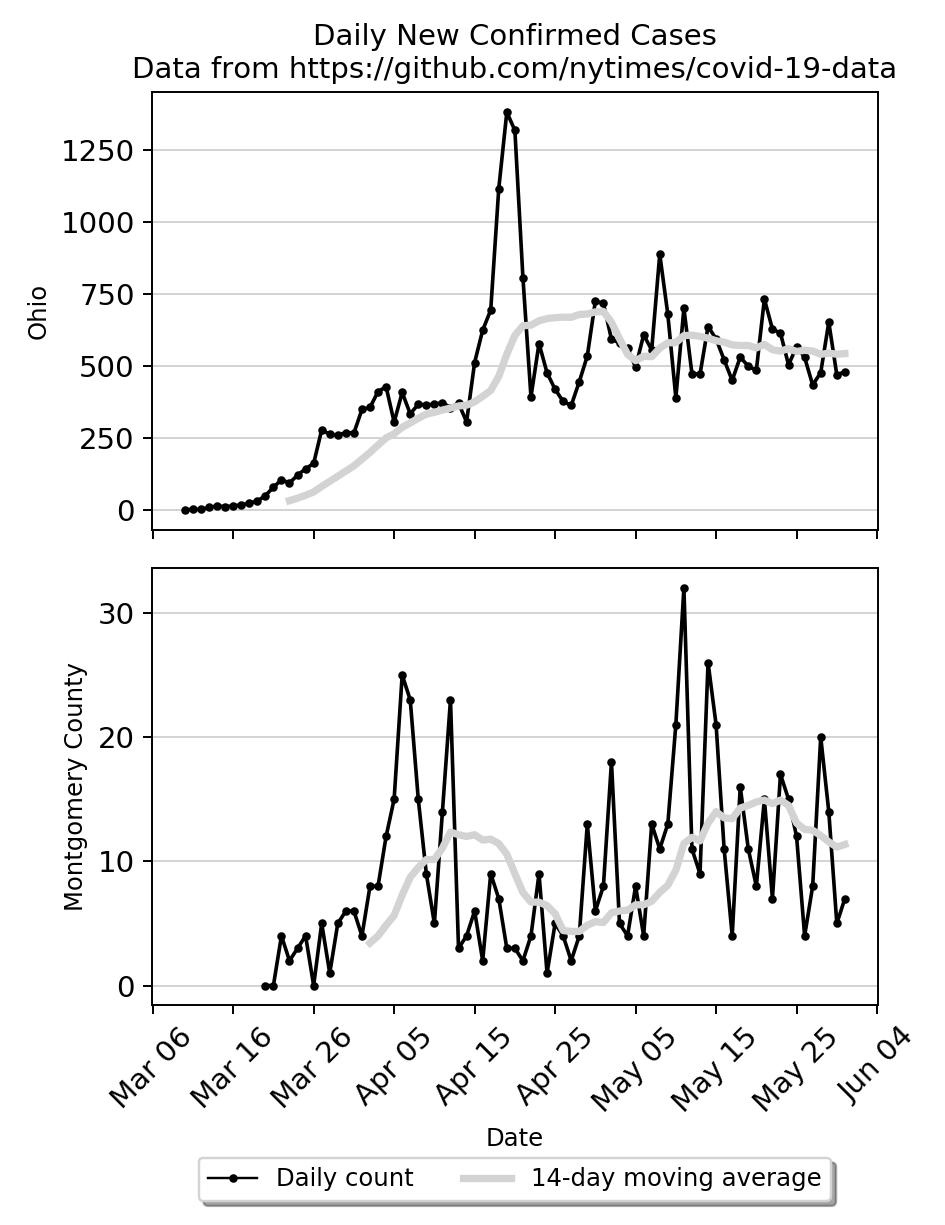 Daily New Confirmed Cases
Data from https://github.com/nytimes/covid-19-data
1250
1000
750
500
250
0
Ohio
30
20
10
0
Montgomery County
Mar 06
Mar 16
Mar 26
Apr 05
Apr 15
Apr 25
May 05
May 15
May 25
Jun 04
Date
Daily count
14-day moving average